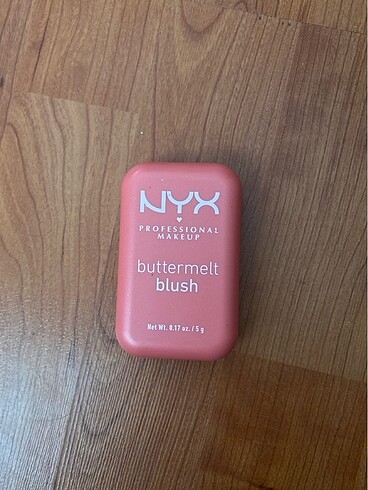 NYX
PROFESSIONAL
MAKEUP
buttermelt
blush
Net Wt. 0.17 oz. / 5 g